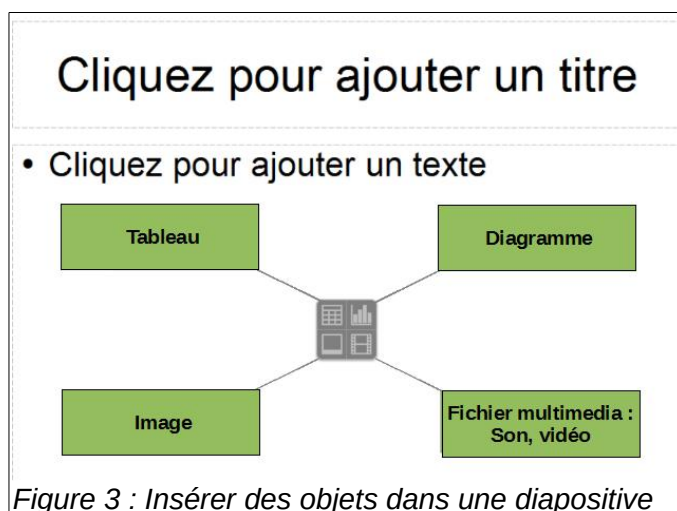 Cliquez pour ajouter un titre
• Cliquez pour ajouter un texte
Tableau
Diagramme
Image
Fichier multimedia :
Son, vidéo
Figure 3 : Insérer des objets dans une diapositive